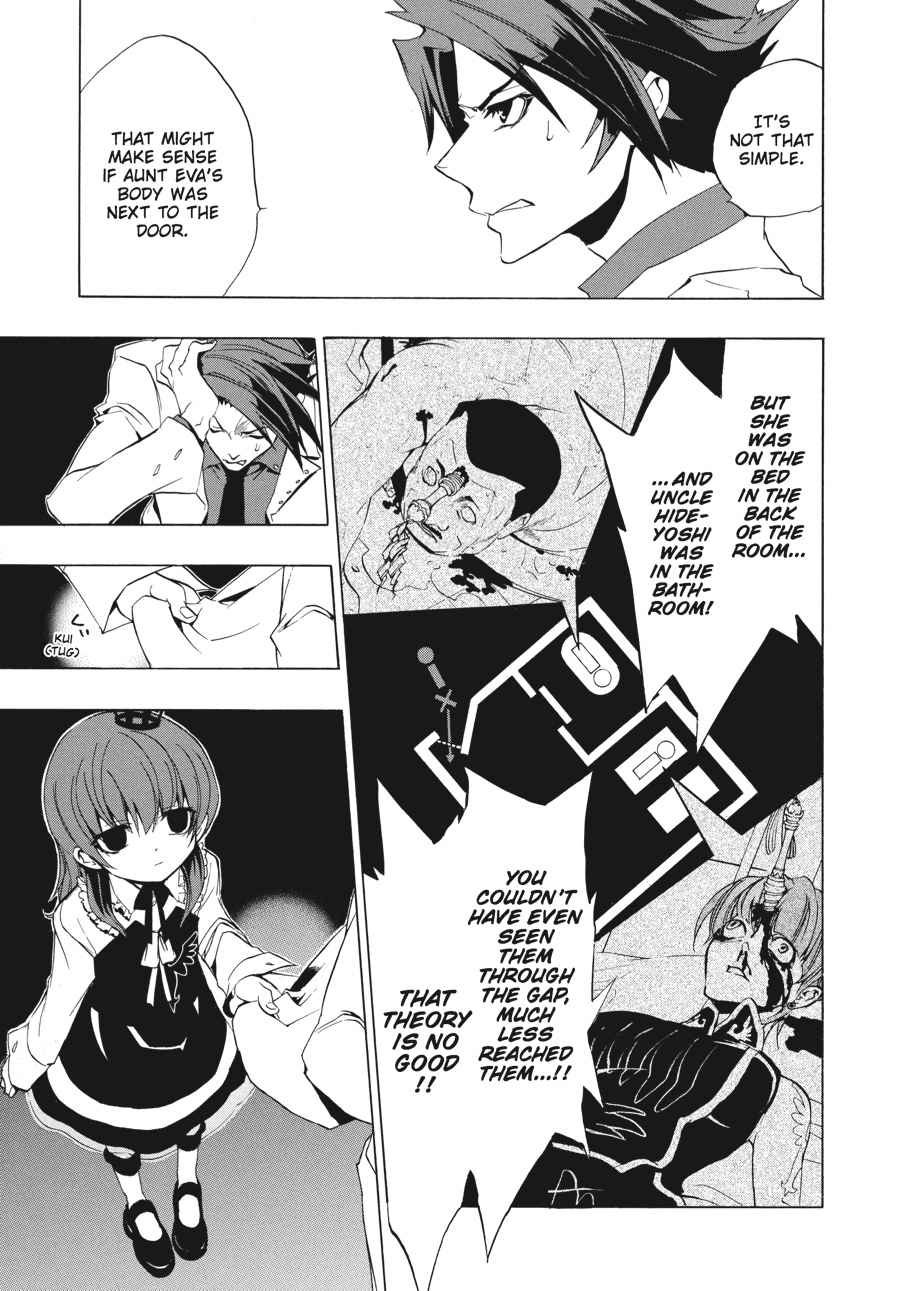 IT'S
NOT THAT
SIMPLE.
THAT MIGHT
MAKE SENSE
IF AUNT EVA'S
BODY WAS
NEXT TO THE
DOOR.
BUT
SHE
WAS
ON THE
BED
IN THE
BACK
OF THE
ROOM...
...AND
UNCLE
HIDE-
YOSHI
WAS
IN THE
BATH-
ROOM!
YOU
COULDN'T
HAVE EVEN
SEEN
THEM
THROUGH
THE GAP,
MUCH
LESS
REACHED
THEM...!!
THAT
THEORY
IS NO
GOOD
!!
ぐい
KUI
(TUG)